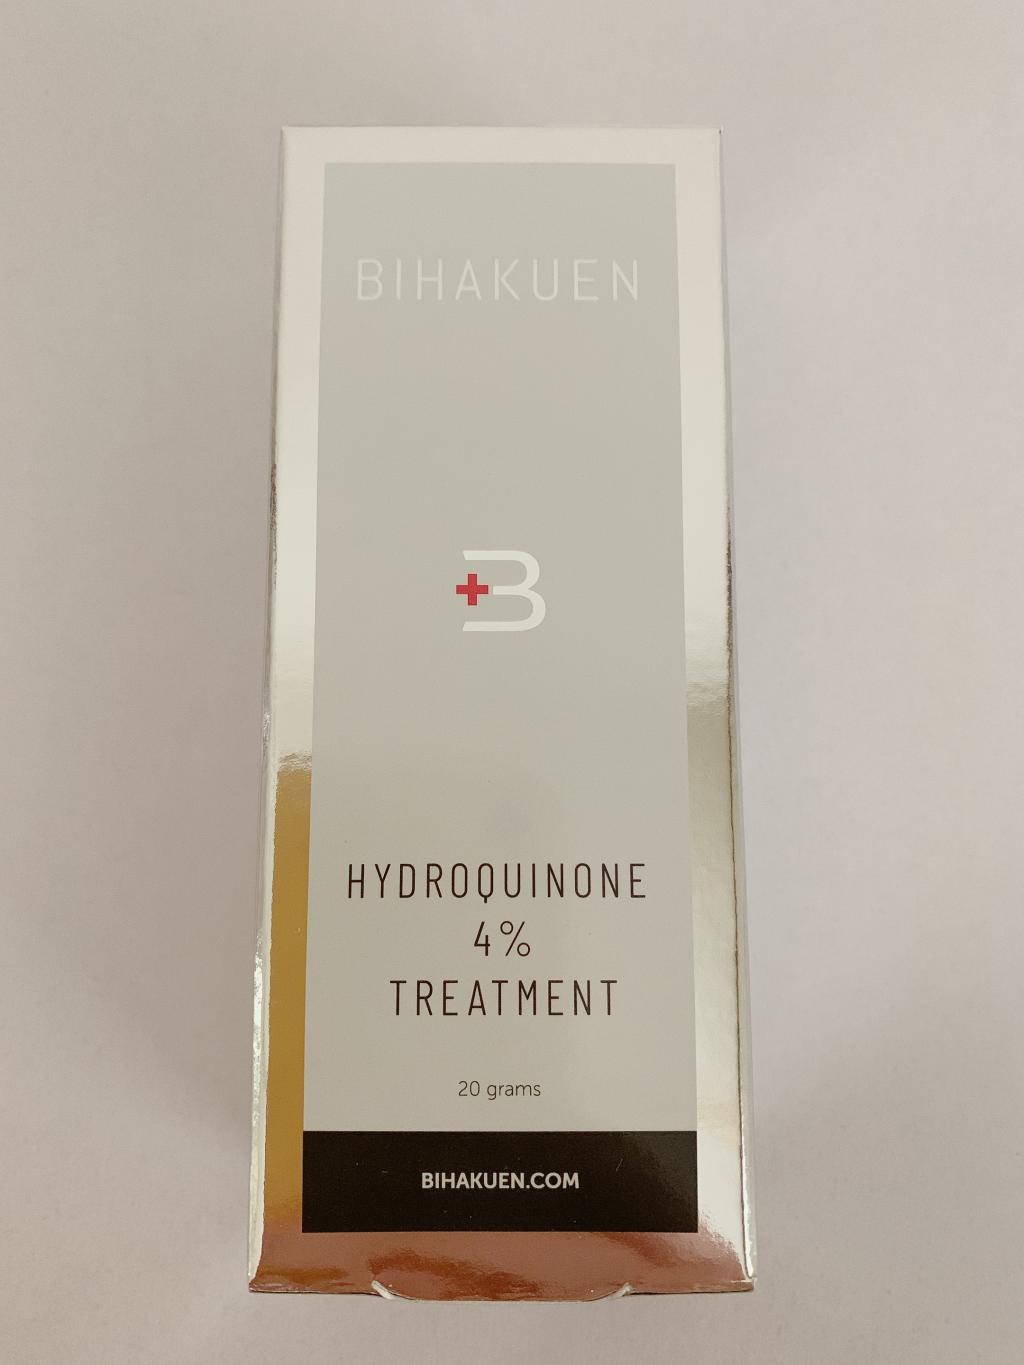 BIHAKUEN
B
HYDROQUINONE
4%
TREATMENT
20 grams
BIHAKUEN.COM